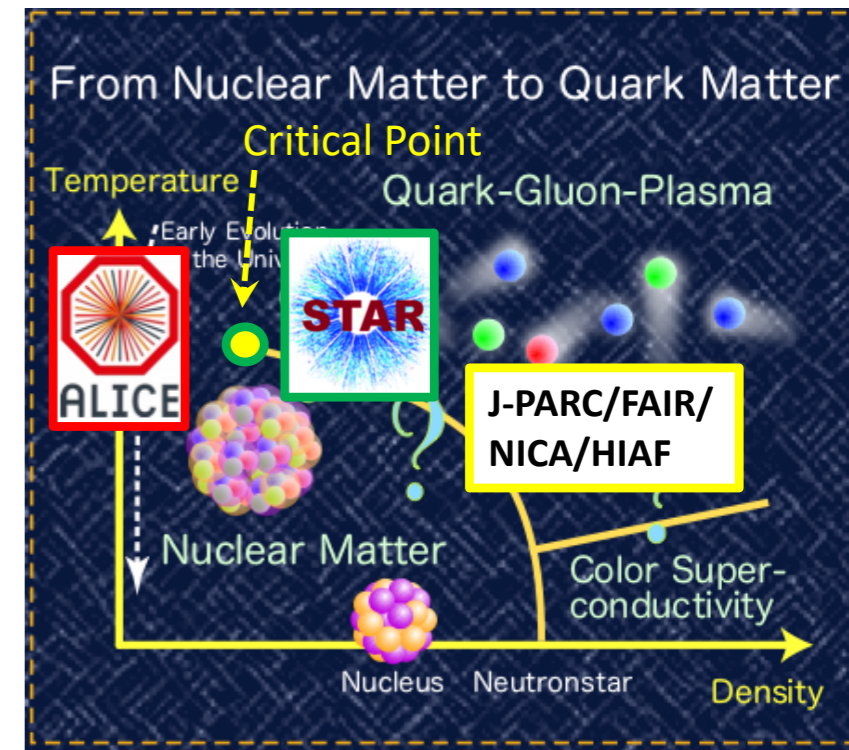 From Nuclear Matter to Quark Matter
Critical Point
Temperature
Quark-Gluon-Plasma
Early Evolution
the
STAR
ALICE
J-PARC/FAIR/
NICA/HIAF
?
?
Nuclear Matter
Color Super-
conductivity
Nucleus
Neutronstar
Density